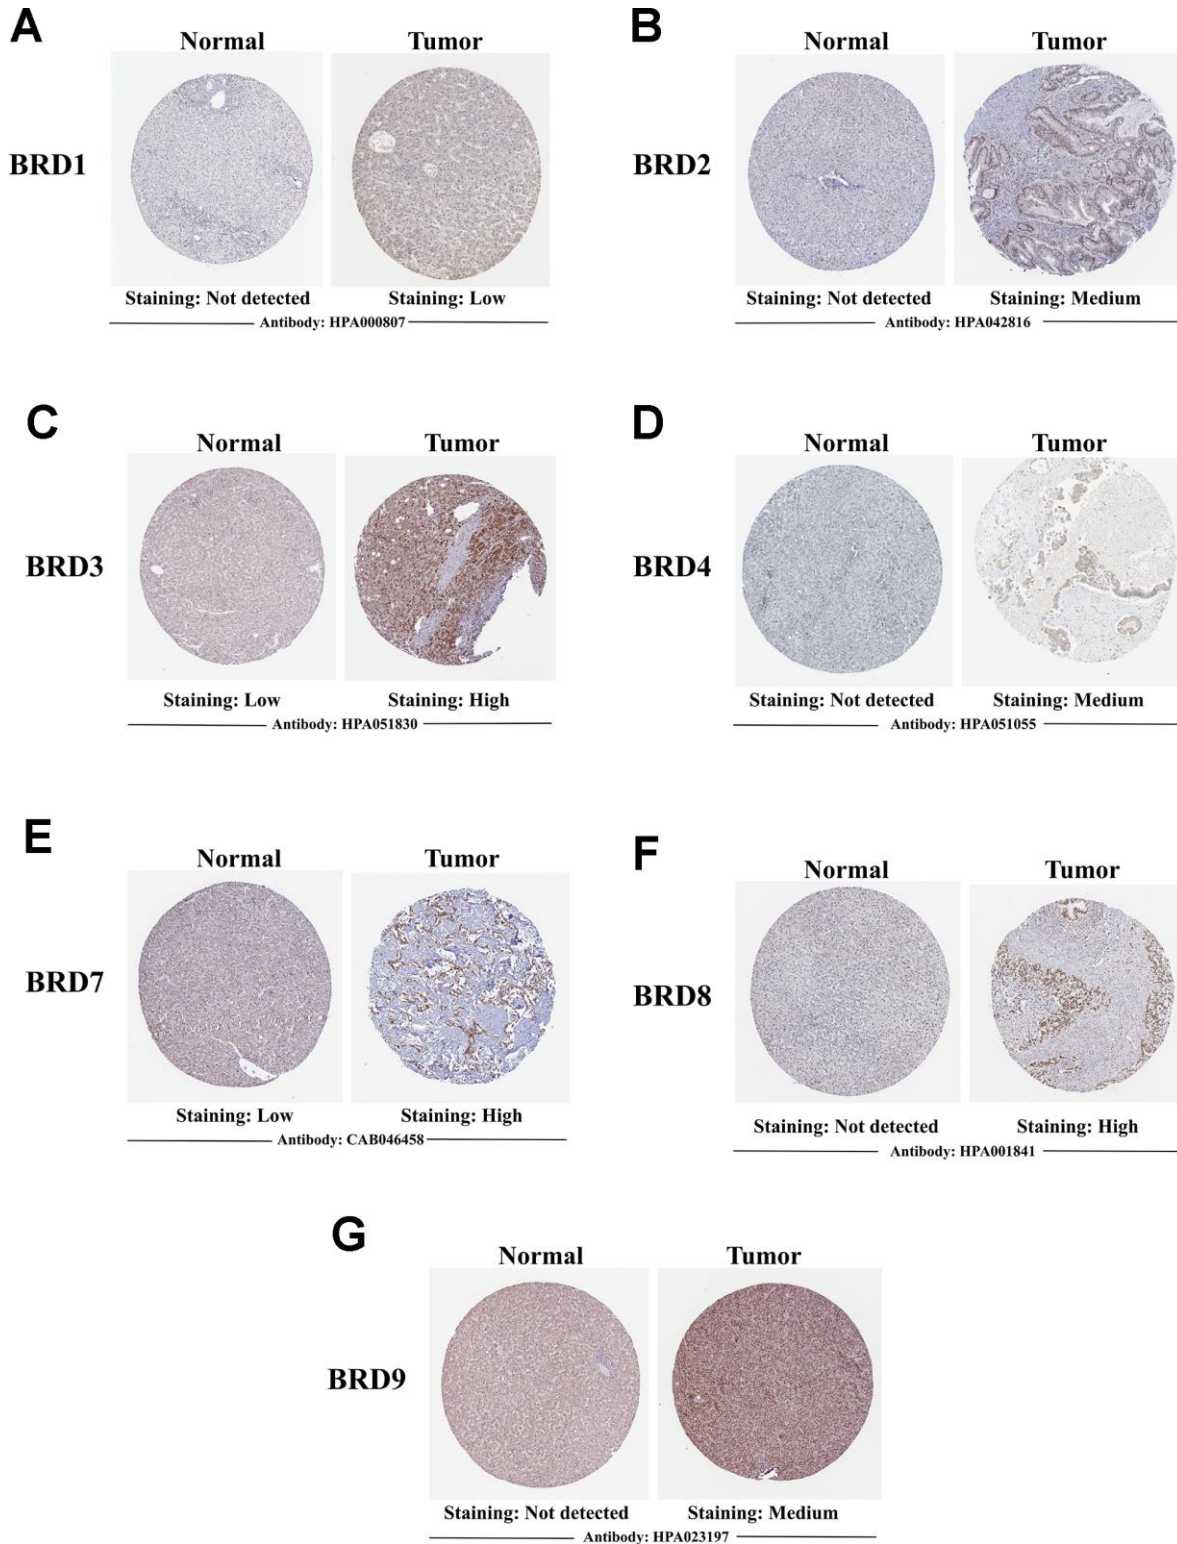 A
Normal Tumor
BRD1
Staining: Not detected Staining: Low
Antibody: HPA000807
B
Normal Tumor
BRD2
Staining: Not detected Staining: Medium
Antibody: HPA042816
C
Normal Tumor
BRD3
Staining: Low Staining: High
Antibody: HPA051830
D
Normal Tumor
BRD4
Staining: Not detected Staining: Medium
Antibody: HPA051055
E
Normal Tumor
BRD7
Staining: Low Staining: High
Antibody: CAB046458
F
Normal Tumor
BRD8
Staining: Not detected Staining: High
Antibody: HPA001841
G
Normal Tumor
BRD9
Staining: Not detected Staining: Medium
Antibody: HPA023197